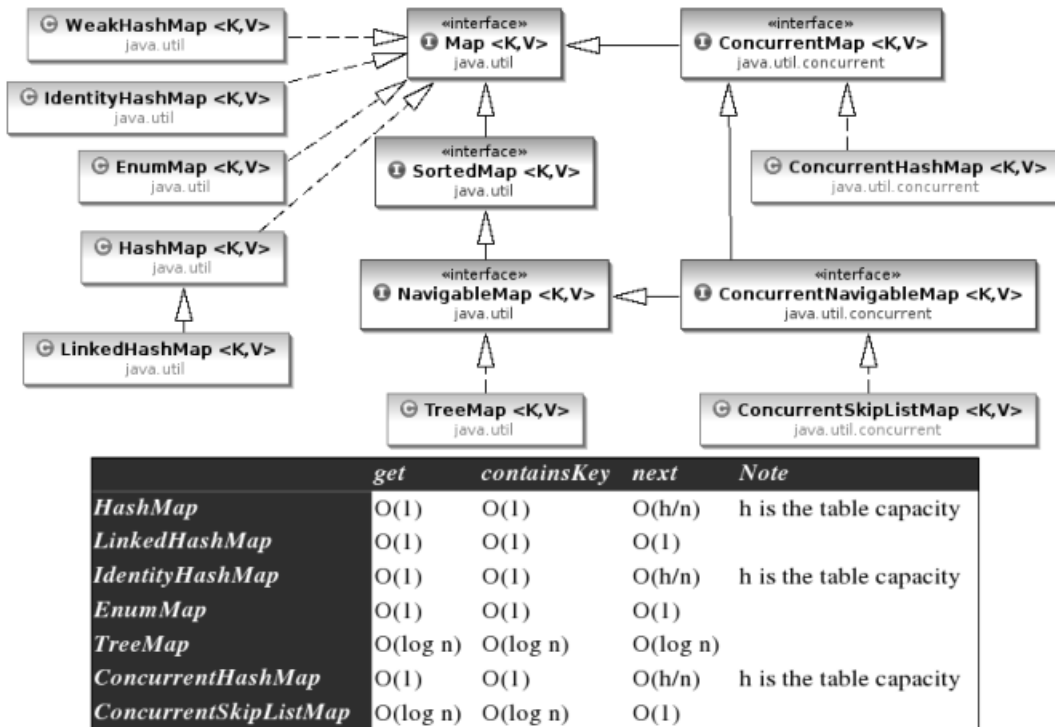 WeakHashMap <K,V>
java.util
«interface»
Map <K,V>
java.util
«interface»
ConcurrentMap <K,V>
java.util.concurrent
IdentityHashMap <K,V>
java.util
EnumMap <K,V>
java.util
«interface»
SortedMap <K,V>
java.util
ConcurrentHashMap <K,V>
java.util.concurrent
HashMap <K,V>
java.util
«interface»
NavigableMap <K,V>
java.util
«interface»
ConcurrentNavigableMap <K,V>
java.util.concurrent
LinkedHashMap <K,V>
java.util
TreeMap <K,V>
java.util
ConcurrentSkipListMap <K,V>
java.util.concurrent
get containsKey next Note
HashMap O(1) O(1) O(h/n) h is the table capacity
LinkedHashMap O(1) O(1) O(1)
IdentityHashMap O(1) O(1) O(h/n) h is the table capacity
EnumMap O(1) O(1) O(1)
TreeMap O(log n) O(log n) O(log n)
ConcurrentHashMap O(1) O(1) O(h/n) h is the table capacity
ConcurrentSkipListMap O(log n) O(log n) O(1)